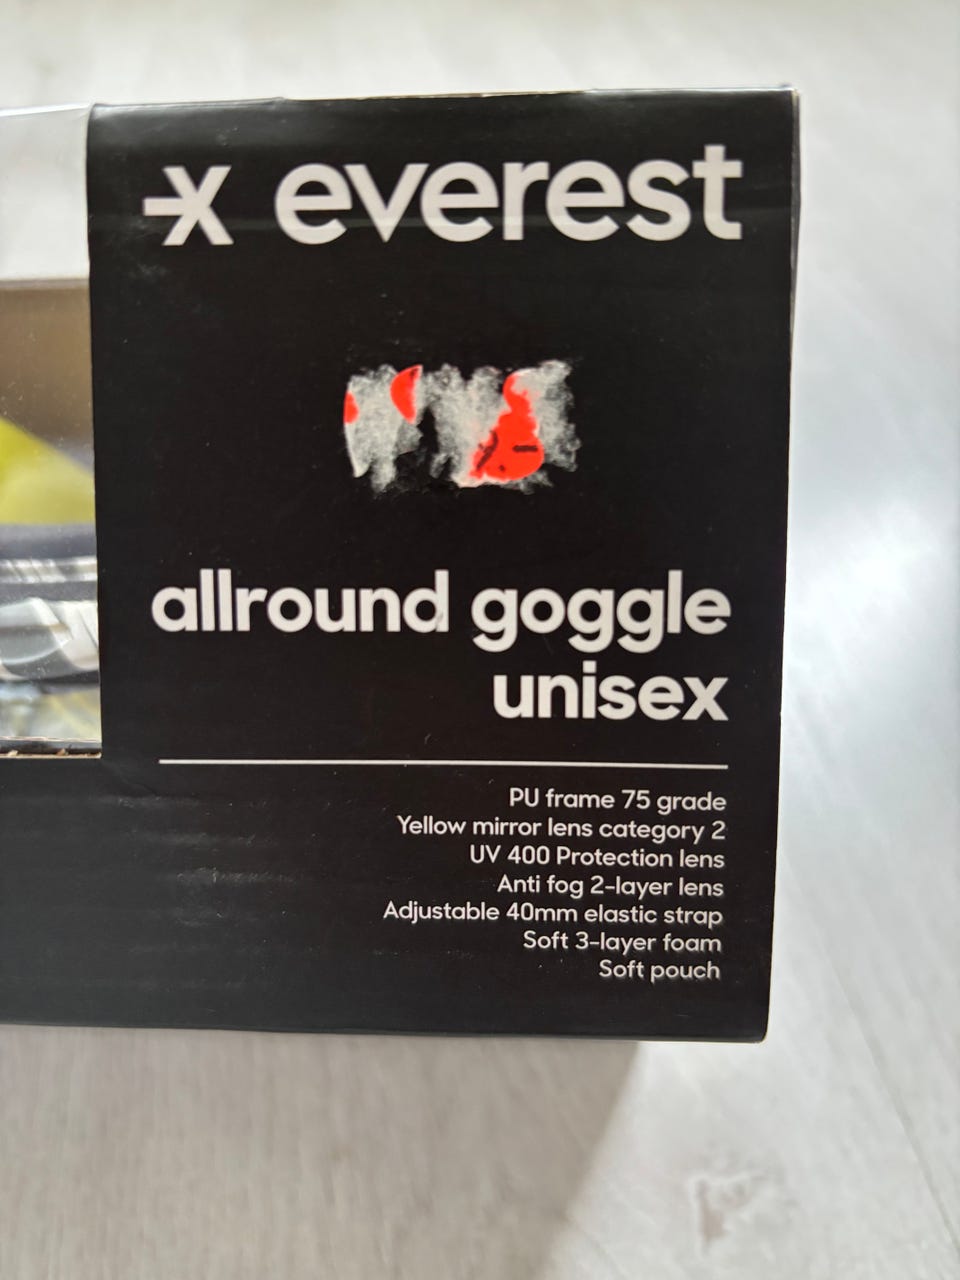 everest
allround goggle
unisex
PU frame 75 grade
Yellow mirror lens category 2
UV 400 Protection lens
Anti fog 2-layer lens
Adjustable 40mm elastic strap
Soft 3-layer foam
Soft pouch